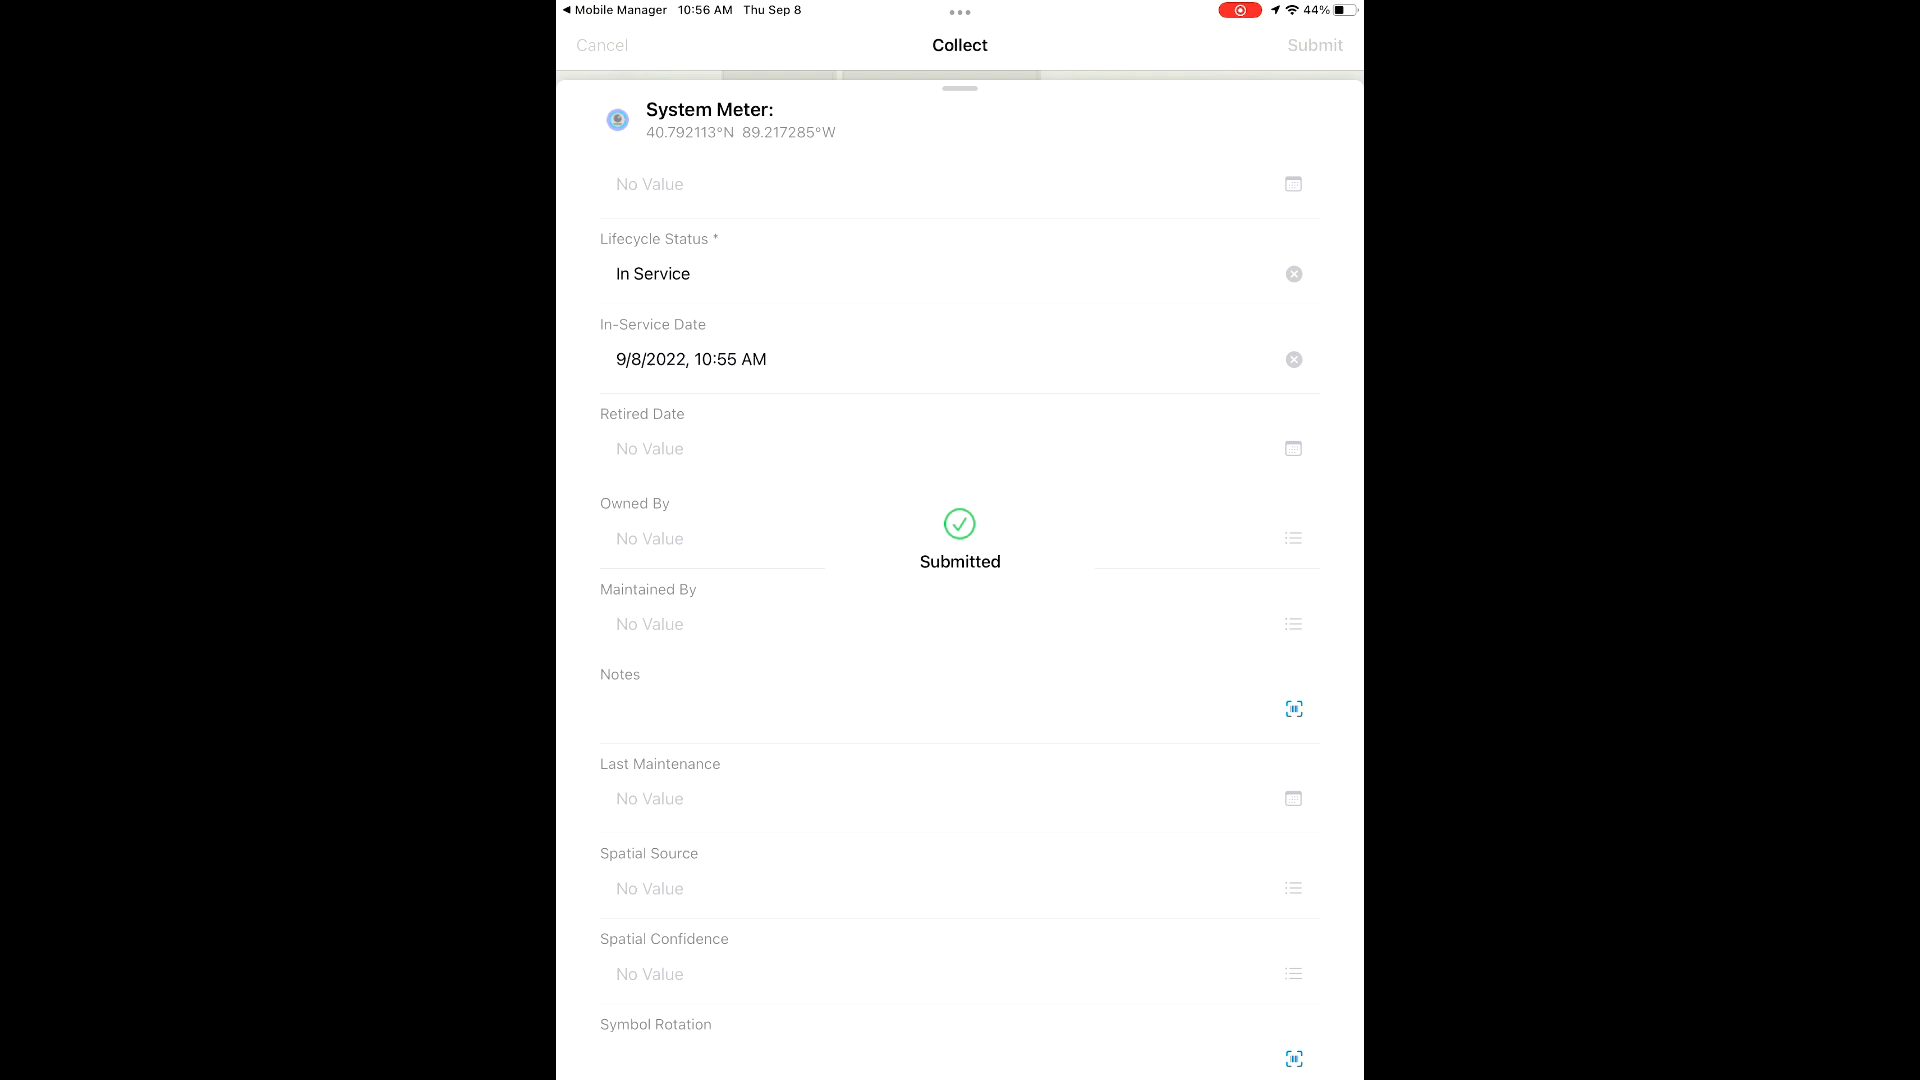 Mobile Manager 10:56 AM Thu Sep 8 44%
Cancel Collect Submit
System Meter:
40.792113°N 89.217285°W
No Value
Lifecycle Status *
In Service
In-Service Date
9/8/2022, 10:55 AM
Retired Date
No Value
Owned By
No Value
Submitted
Maintained By
No Value
Notes
Last Maintenance
No Value
Spatial Source
No Value
Spatial Confidence
No Value
Symbol Rotation